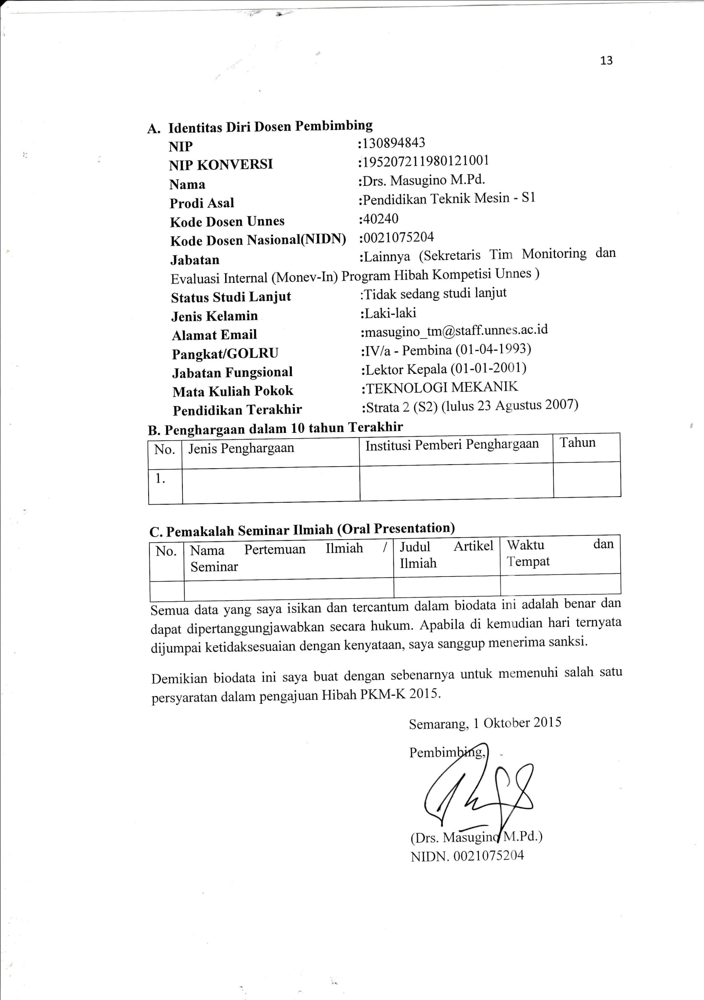 13
A. Identitas Diri Dosen Pembimbing
NIP :130894843
NIP KONVERSI :195207211980121001
Nama :Drs. Masugino M.Pd.
Prodi Asal :Pendidikan Teknik Mesin - S1
Kode Dosen Unnes :40240
Kode Dosen Nasional(NIDN) :0021075204
Jabatan :Lainnya (Sekretaris Tim Monitoring dan
Evaluasi Internal (Monev-In) Program Hibah Kompetisi Unnes )
Status Studi Lanjut :Tidak sedang studi lanjut
Jenis Kelamin :Laki-laki
Alamat Email :masugino_tm@staff.unnes.ac.id
Pangkat/GOLRU :IV/a - Pembina (01-04-1993)
Jabatan Fungsional :Lektor Kepala (01-01-2001)
Mata Kuliah Pokok :TEKNOLOGI MEKANIK
Pendidikan Terakhir :Strata 2 (S2) (lulus 23 Agustus 2007)
B. Penghargaan dalam 10 tahun Terakhir
No. Jenis Penghargaan Institusi Pemberi Penghargaan Tahun
1.
C. Pemakalah Seminar Ilmiah (Oral Presentation)
No. Nama Pertemuan Ilmiah / Judul Artikel Waktu dan
Seminar Ilmiah Tempat
Semua data yang saya isikan dan tercantum dalam biodata ini adalah benar dan
dapat dipertanggungjawabkan secara hukum. Apabila di kemudian hari ternyata
dijumpai ketidaksesuaian dengan kenyataan, saya sanggup menerima sanksi.
Demikian biodata ini saya buat dengan sebenarnya untuk memenuhi salah satu
persyaratan dalam pengajuan Hibah PKM-K 2015.
Semarang, 1 Oktober 2015
Pembimbing,
(Drs. Masugino M.Pd.)
NIDN. 0021075204